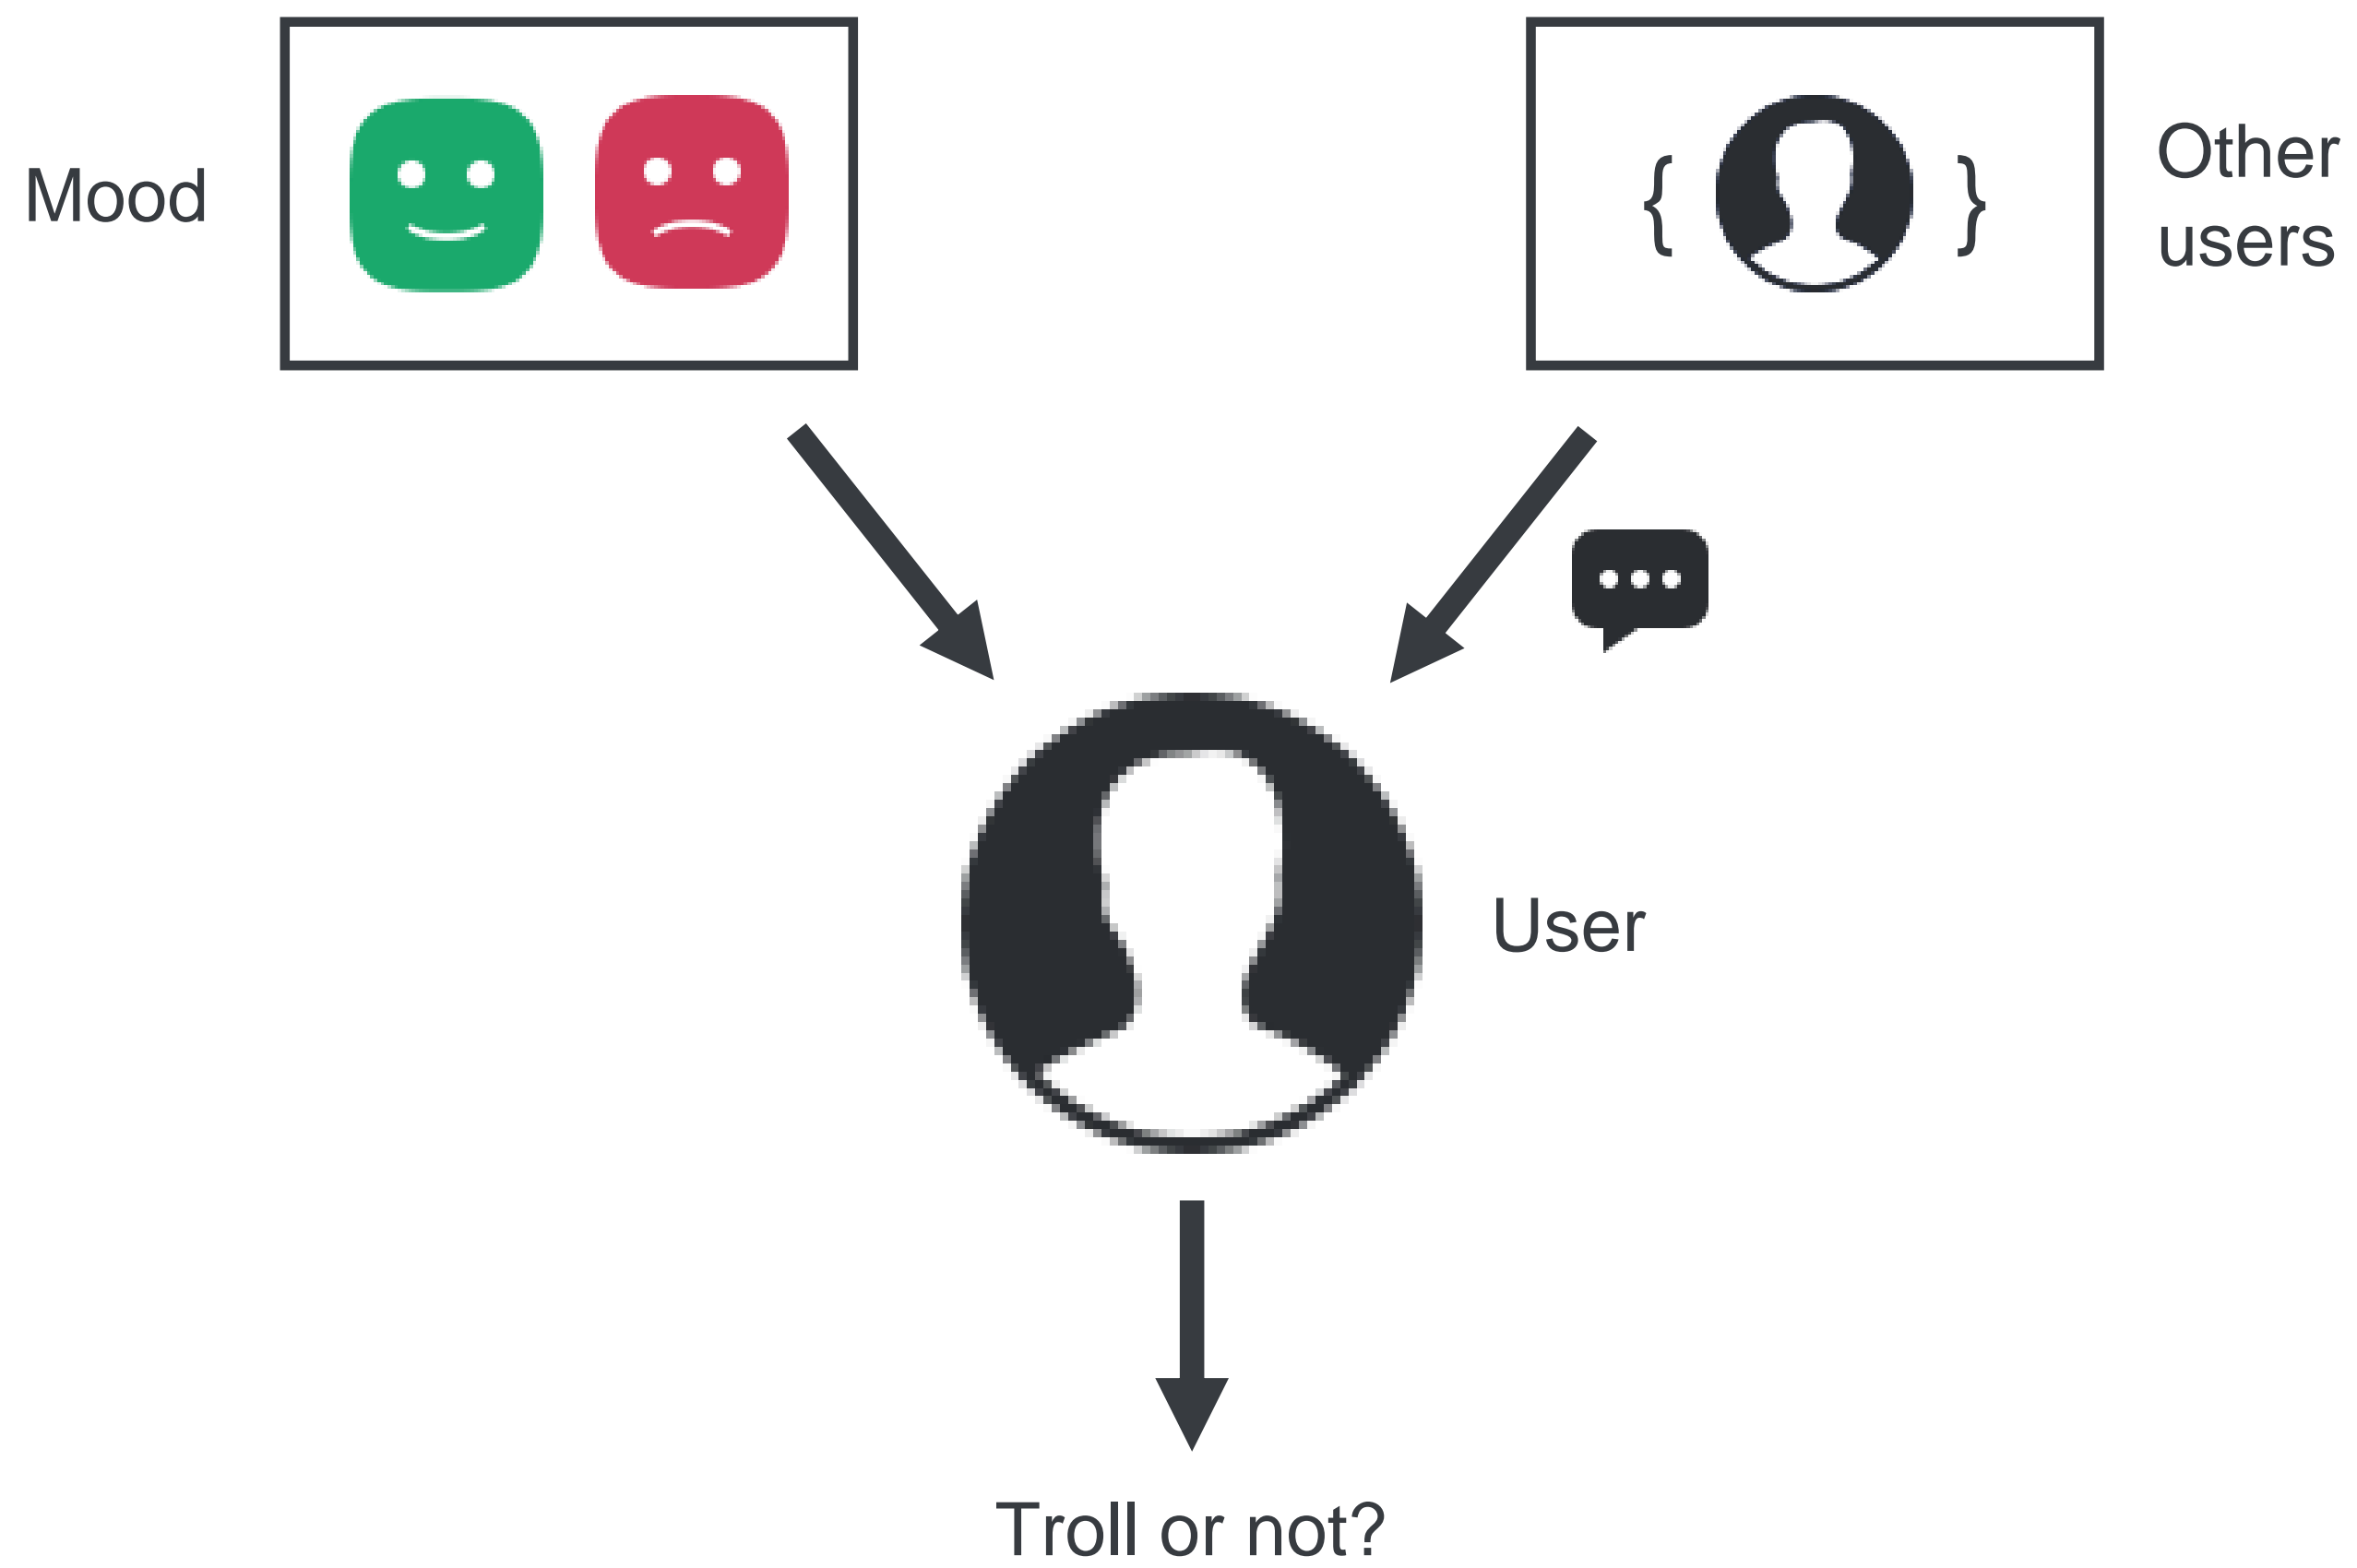 Mood
{ }
Other
users
User
Troll or not?